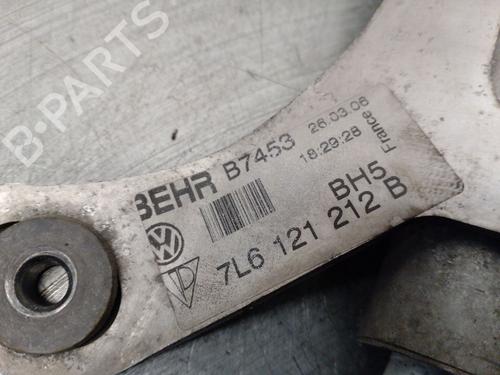 B-PARTS
BEHR B7453
26.03.06
18:29:28
France
BH5
7L6 121 212 B